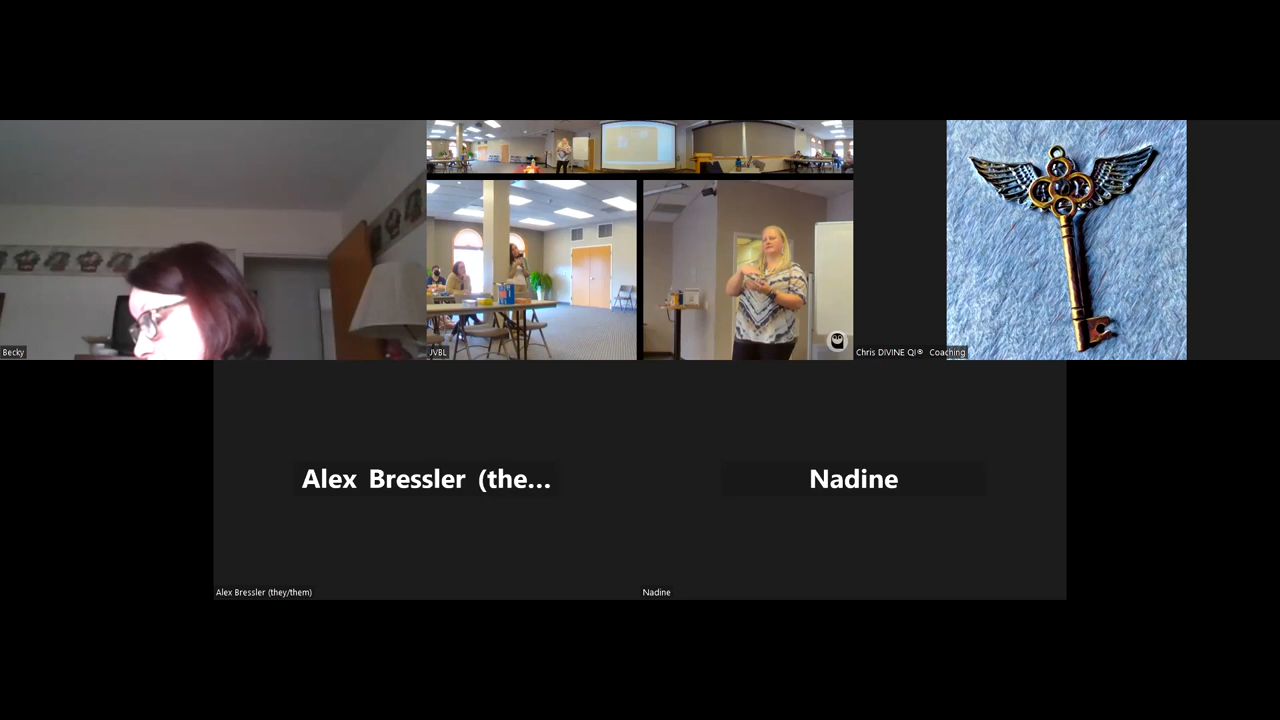 Becky
JVBL
Chris DIVINE QI® Coaching
Alex Bressler (the...
Nadine
Alex Bressler (they/them)
Nadine